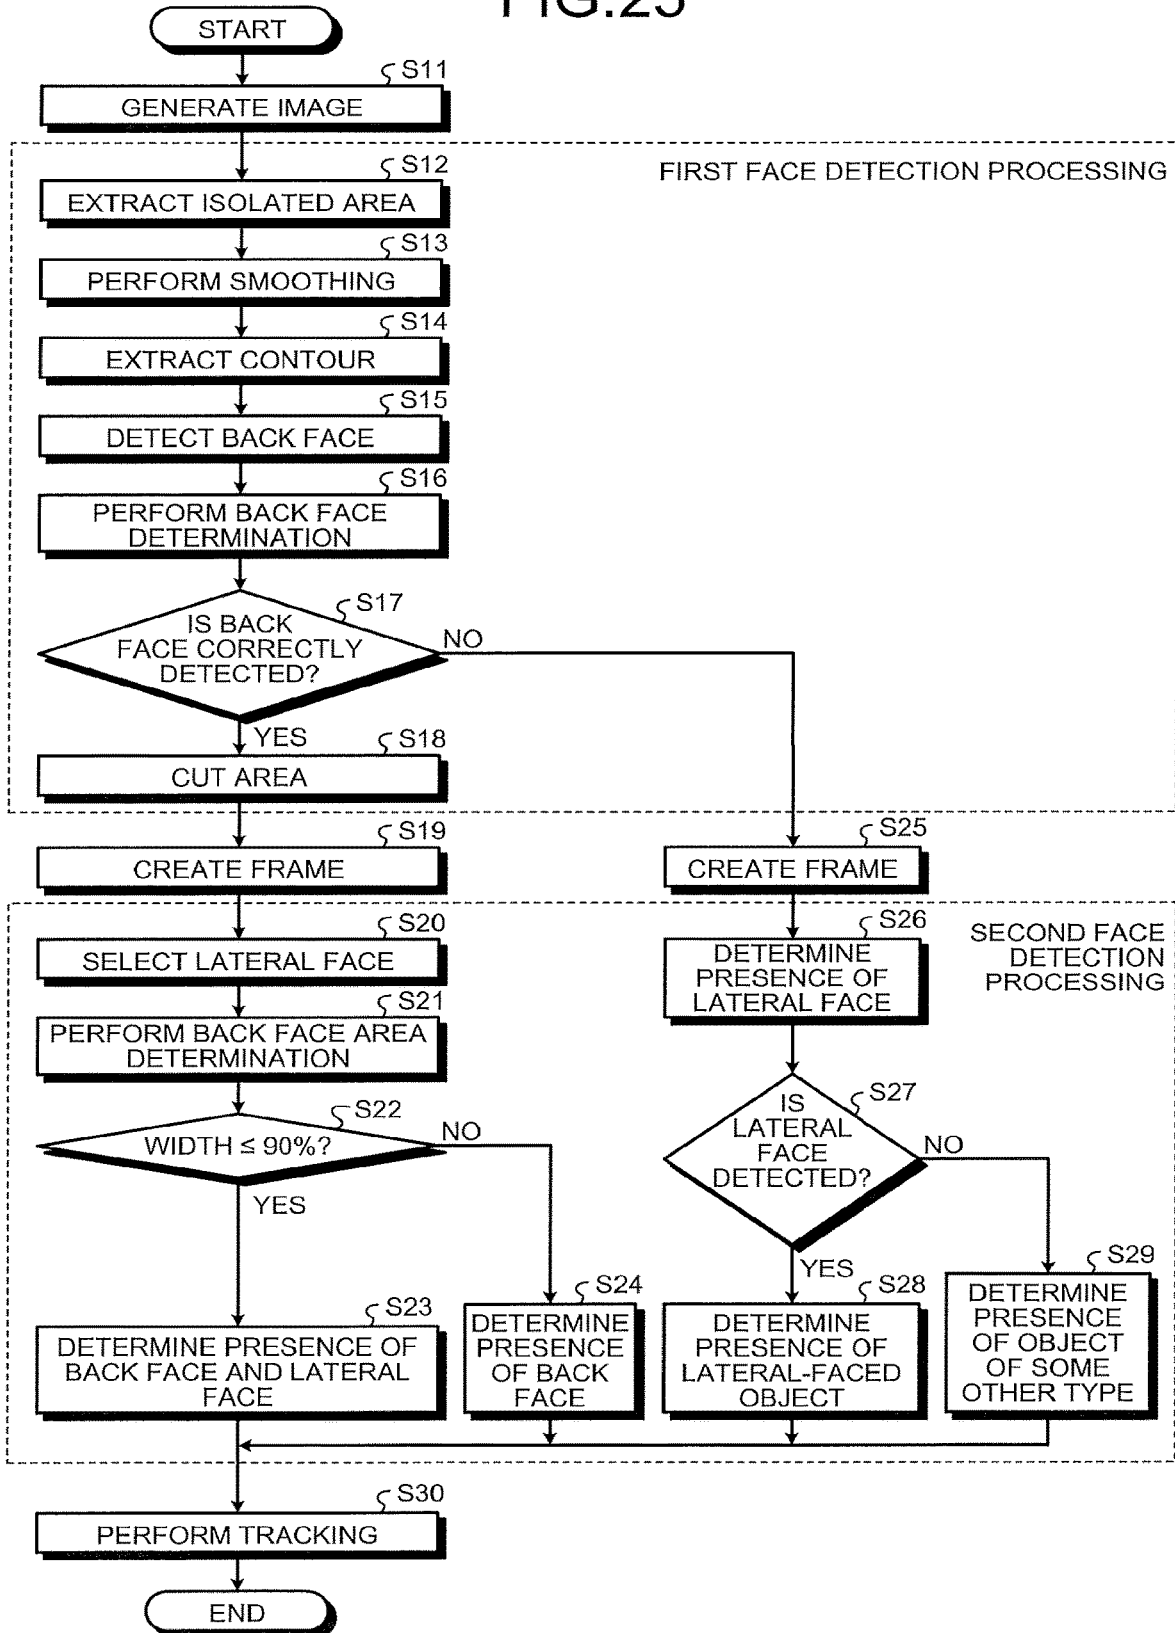 FIG.25
START
S11
GENERATE IMAGE
FIRST FACE DETECTION PROCESSING
S12
EXTRACT ISOLATED AREA
S13
PERFORM SMOOTHING
S14
EXTRACT CONTOUR
S15
DETECT BACK FACE
S16
PERFORM BACK FACE
DETERMINATION
S17
IS BACK
FACE CORRECTLY
DETECTED?
NO
YES
S18
CUT AREA
S19
CREATE FRAME
S25
CREATE FRAME
SECOND FACE
DETECTION
PROCESSING
S20
SELECT LATERAL FACE
S21
PERFORM BACK FACE AREA
DETERMINATION
S22
WIDTH ≤ 90%?
NO
YES
S26
DETERMINE
PRESENCE OF
LATERAL FACE
S27
IS
LATERAL
FACE
DETECTED?
NO
YES
S23
DETERMINE PRESENCE OF
BACK FACE AND LATERAL
FACE
S24
DETERMINE
PRESENCE
OF BACK
FACE
S28
DETERMINE
PRESENCE OF
LATERAL-FACED
OBJECT
S29
DETERMINE
PRESENCE
OF OBJECT
OF SOME
OTHER TYPE
S30
PERFORM TRACKING
END